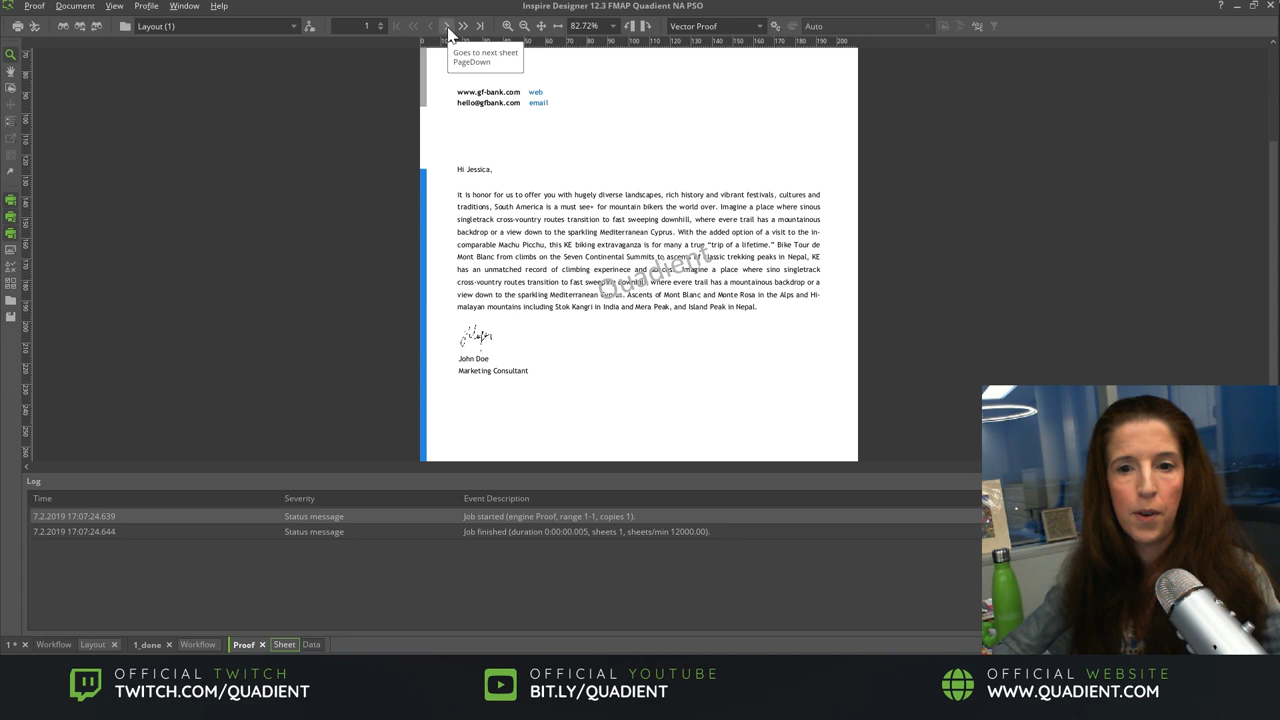 Inspire Designer 12.3 FMAP Quadient NA PSO
Proof Document View Profile Window Help
Layout (1) 1 82.72% Vector Proof Auto
Goes to next sheet
PageDown
www.gf-bank.com web
hello@gfbank.com email
Hi Jessica,
it is honor for us to offer you with hugely diverse landscapes, rich history and vibrant festivals, cultures and
traditions, South America is a must see+ for mountain bikers the world over. Imagine a place where sinous
singletrack cross-vountry routes transition to fast sweeping downhill, where evere trail has a mountainous
backdrop or a view down to the sparkling Mediterranean Cyprus. With the added option of a visit to the in-
comparable Machu Picchu, this KE biking extravaganza is for many a true “trip of a lifetime.” Bike Tour de
Mont Blanc from climbs on the Seven Continental Summits to ascents of classic trekking peaks in Nepal, KE
has an unmatched record of climbing experinece and succes. Imagine a place where sino singletrack
cross-vountry routes transition to fast sweeping downhill, where evere trail has a mountainous backdrop or a
view down to the sparkling Mediterranean Cyprus. Ascents of Mont Blanc and Monte Rosa in the Alps and Hi-
malayan mountains including Stok Kangri in India and Mera Peak, and Island Peak in Nepal.
Quadient
John Doe
Marketing Consultant
Log
Time Severity Event Description
7.2.2019 17:07:24.639 Status message Job started (engine Proof, range 1-1, copies 1).
7.2.2019 17:07:24.644 Status message Job finished (duration 0:00:00.005, sheets 1, sheets/min 12000.00).
1 * Workflow Layout 1_done Workflow Proof Sheet Data
OFFICIAL TWITCH
TWITCH.COM/QUADIENT
OFFICIAL YOUTUBE
BIT.LY/QUADIENT
OFFICIAL WEBSITE
WWW.QUADIENT.COM